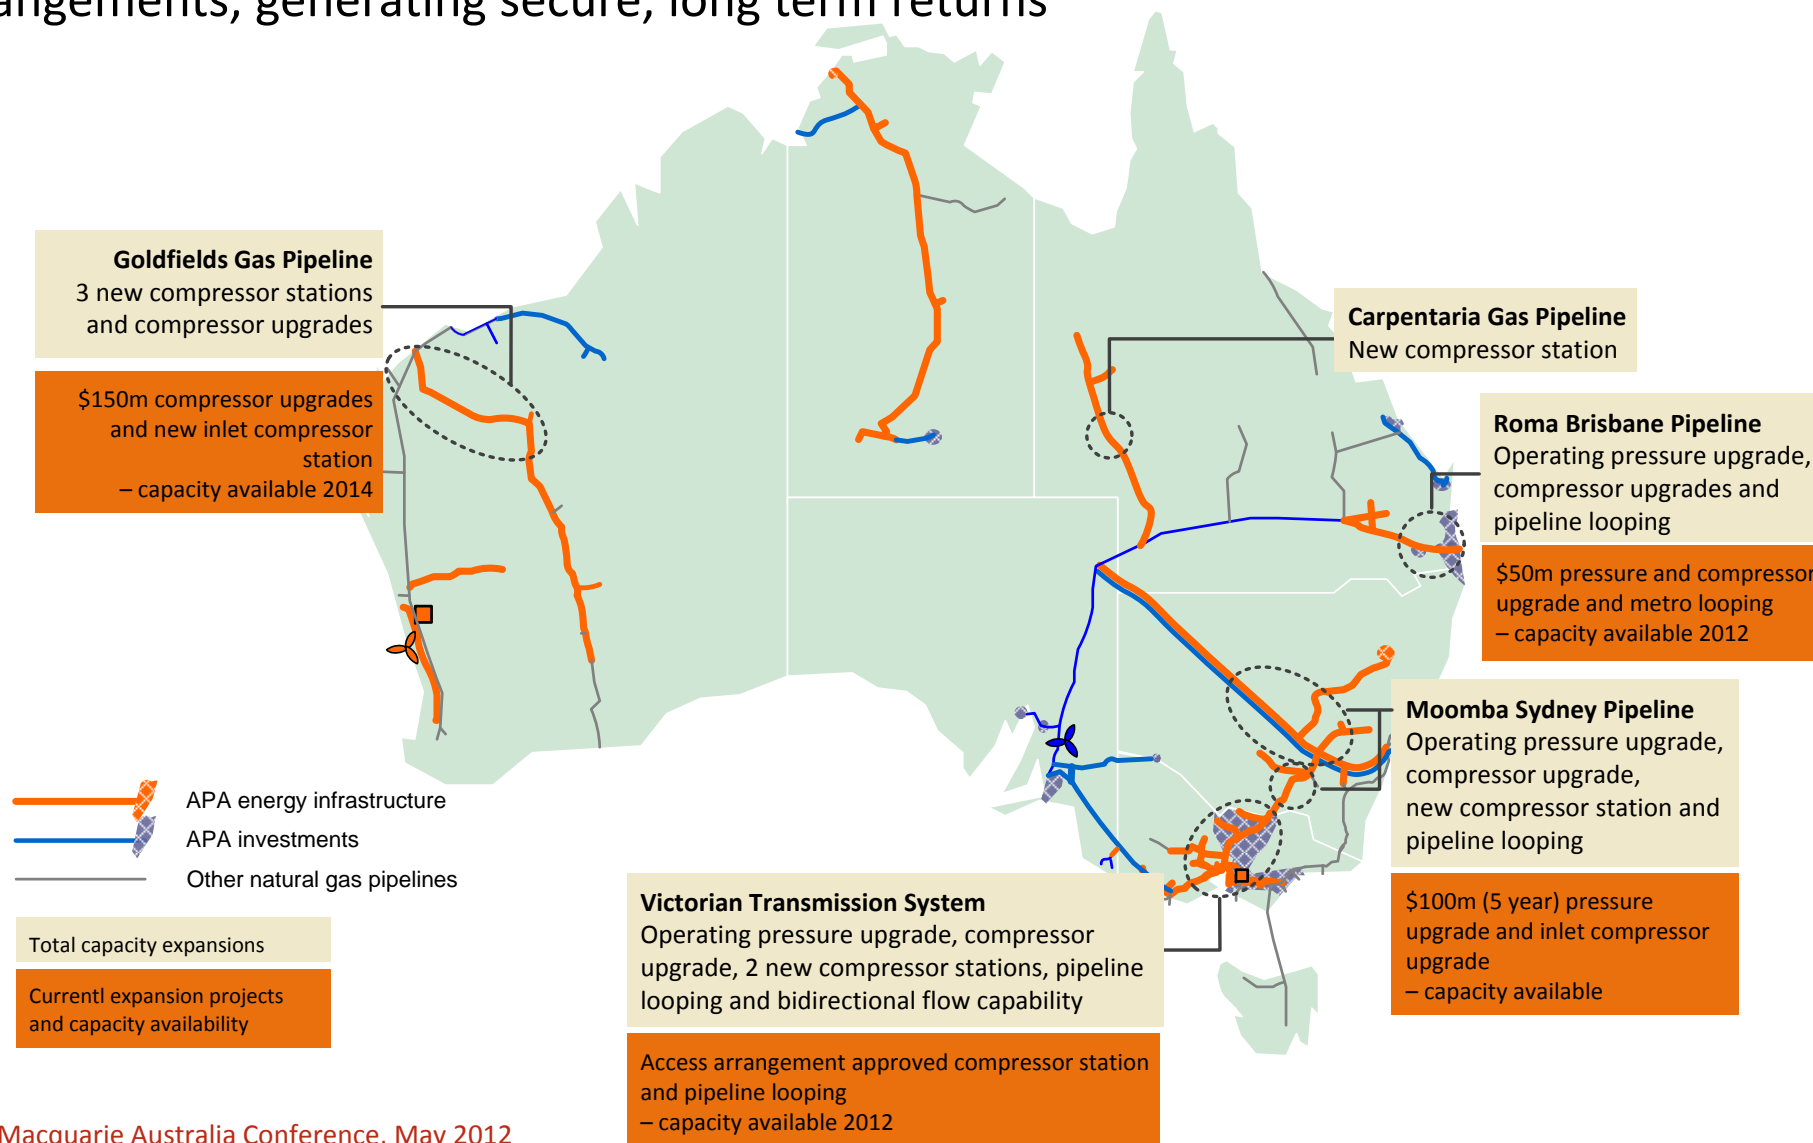 angements, generating secure, long term returns
Goldfields Gas Pipeline
3 new compressor stations
and compressor upgrades
$150m compressor upgrades
and new inlet compressor
station
– capacity available 2014
Carpentaria Gas Pipeline
New compressor station
Roma Brisbane Pipeline
Operating pressure upgrade,
compressor upgrades and
pipeline looping
$50m pressure and compressor
upgrade and metro looping
– capacity available 2012
Moomba Sydney Pipeline
Operating pressure upgrade,
compressor upgrade,
new compressor station and
pipeline looping
$100m (5 year) pressure
upgrade and inlet compressor
upgrade
– capacity available
APA energy infrastructure
APA investments
Other natural gas pipelines
Total capacity expansions
Currentl expansion projects
and capacity availability
Victorian Transmission System
Operating pressure upgrade, compressor
upgrade, 2 new compressor stations, pipeline
looping and bidirectional flow capability
Access arrangement approved compressor station
and pipeline looping
– capacity available 2012
Macquarie Australia Conference, May 2012